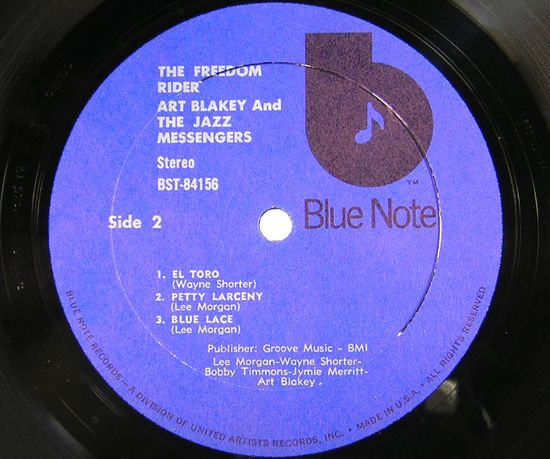 THE FREEDOM
RIDER
ART BLAKEY And
THE JAZZ
MESSENGERS
Stereo
BST-84156
Side 2
TM
Blue Note
1. EL TORO
(Wayne Shorter)
2. PETTY LARCENY
(Lee Morgan)
3. BLUE LACE
(Lee Morgan)
Publisher: Groove Music - BMI
Lee Morgan-Wayne Shorter-
Bobby Timmons-Jymie Merritt-
Art Blakey.
BLUE NOTE RECORDS—A DIVISION OF UNITED ARTISTS RECORDS, INC. • MADE IN U.S.A. • ALL RIGHTS RESERVED